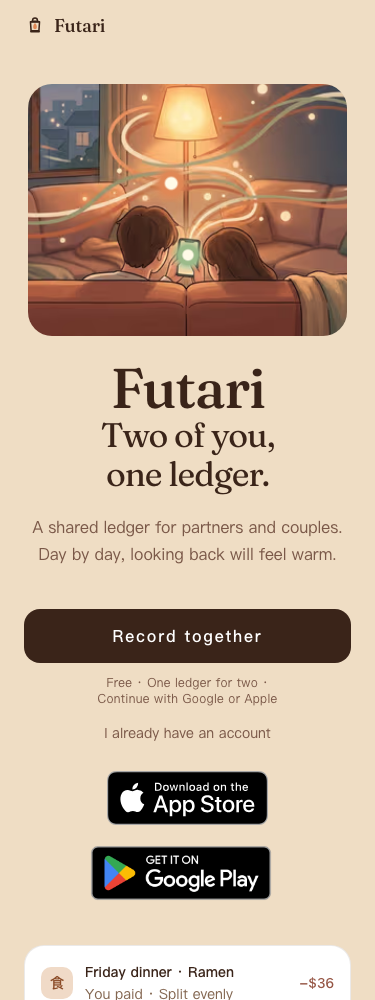 Futari
Futari
Two of you,
one ledger.
A shared ledger for partners and couples.
Day by day, looking back will feel warm.
Record together
Free · One ledger for two ·
Continue with Google or Apple
I already have an account
Download on the
App Store
GET IT ON
Google Play
食
Friday dinner · Ramen
−$36
You paid · Split evenly